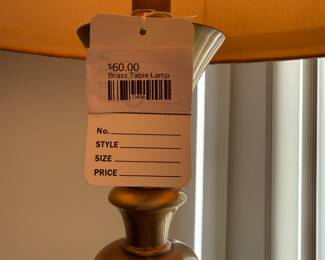 $60.00
Brass Table Lamp
No.
STYLE
SIZE
PRICE